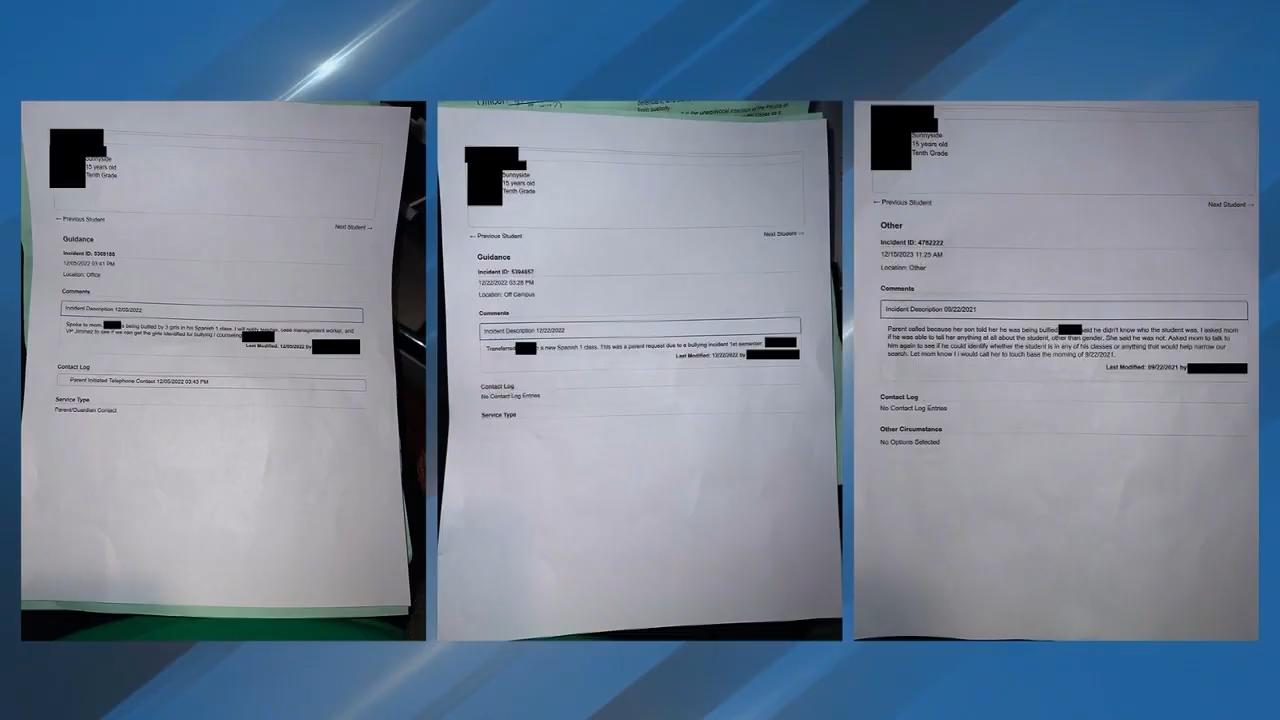 Sunnyside
15 years old
Tenth Grade
← Previous Student
Next Student →
Guidance
Incident ID: 5369188
12/05/2022 03:41 PM
Location: Office
Comments
Incident Description 12/05/2022
Spoke to mom, s being bullied by 3 girls in his Spanish 1 class. I will notify teacher, case management worker, and
VP Jimmez to see if we can get the girls identified for bullying / counseling
Last Modified: 12/05/2022 by
Contact Log
Parent Initiated Telephone Contact 12/05/2022 03:43 PM
Service Type
Parent/Guardian Contact
from custody.
Sunnyside
15 years old
Tenth Grade
← Previous Student
Next Student →
Guidance
Incident ID: 5394857
12/22/2022 03:28 PM
Location: Off Campus
Comments
Incident Description 12/22/2022
Transferred a new Spanish 1 class. This was a parent request due to a bullying incident 1st semester.
Last Modified: 12/22/2022 by
Contact Log
No Contact Log Entries
Service Type
Sunnyside
15 years old
Tenth Grade
← Previous Student
Next Student →
Other
Incident ID: 4782222
12/15/2023 11:25 AM
Location: Other
Comments
Incident Description 09/22/2021
Parent called because her son told her he was being bullied said he didn't know who the student was. I asked mom
if he was able to tell her anything at all about the student, other than gender. She said he was not. Asked mom to talk to
him again to see if he could identify whether the student is in any of his classes or anything that would help narrow our
search. Let mom know I i would call her to touch base the morning of 9/22/2021.
Last Modified: 09/22/2021 by
Contact Log
No Contact Log Entries
Other Circumstance
No Options Selected